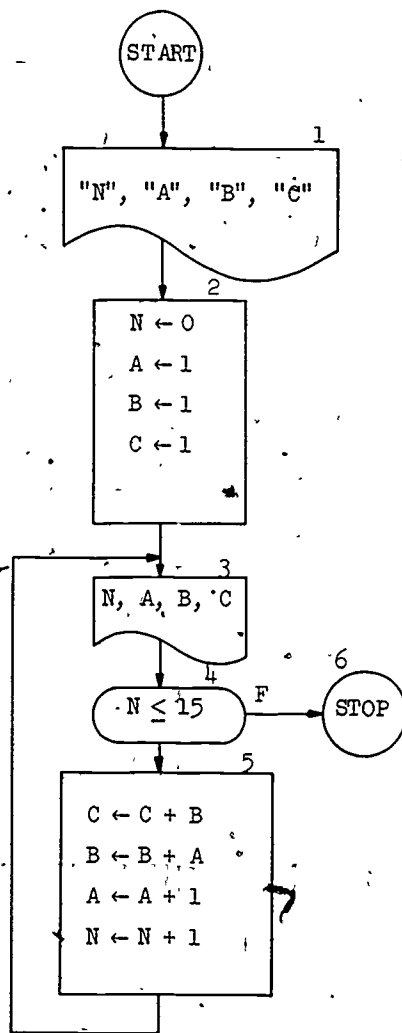 START
1
"N", "A", "B", "C"
2
N ← 0
A ← 1
B ← 1
C ← 1
3
N, A, B, C
4
N ≤ 15
F
6
STOP
5
C ← C + B
B ← B + A
A ← A + 1
N ← N + 1